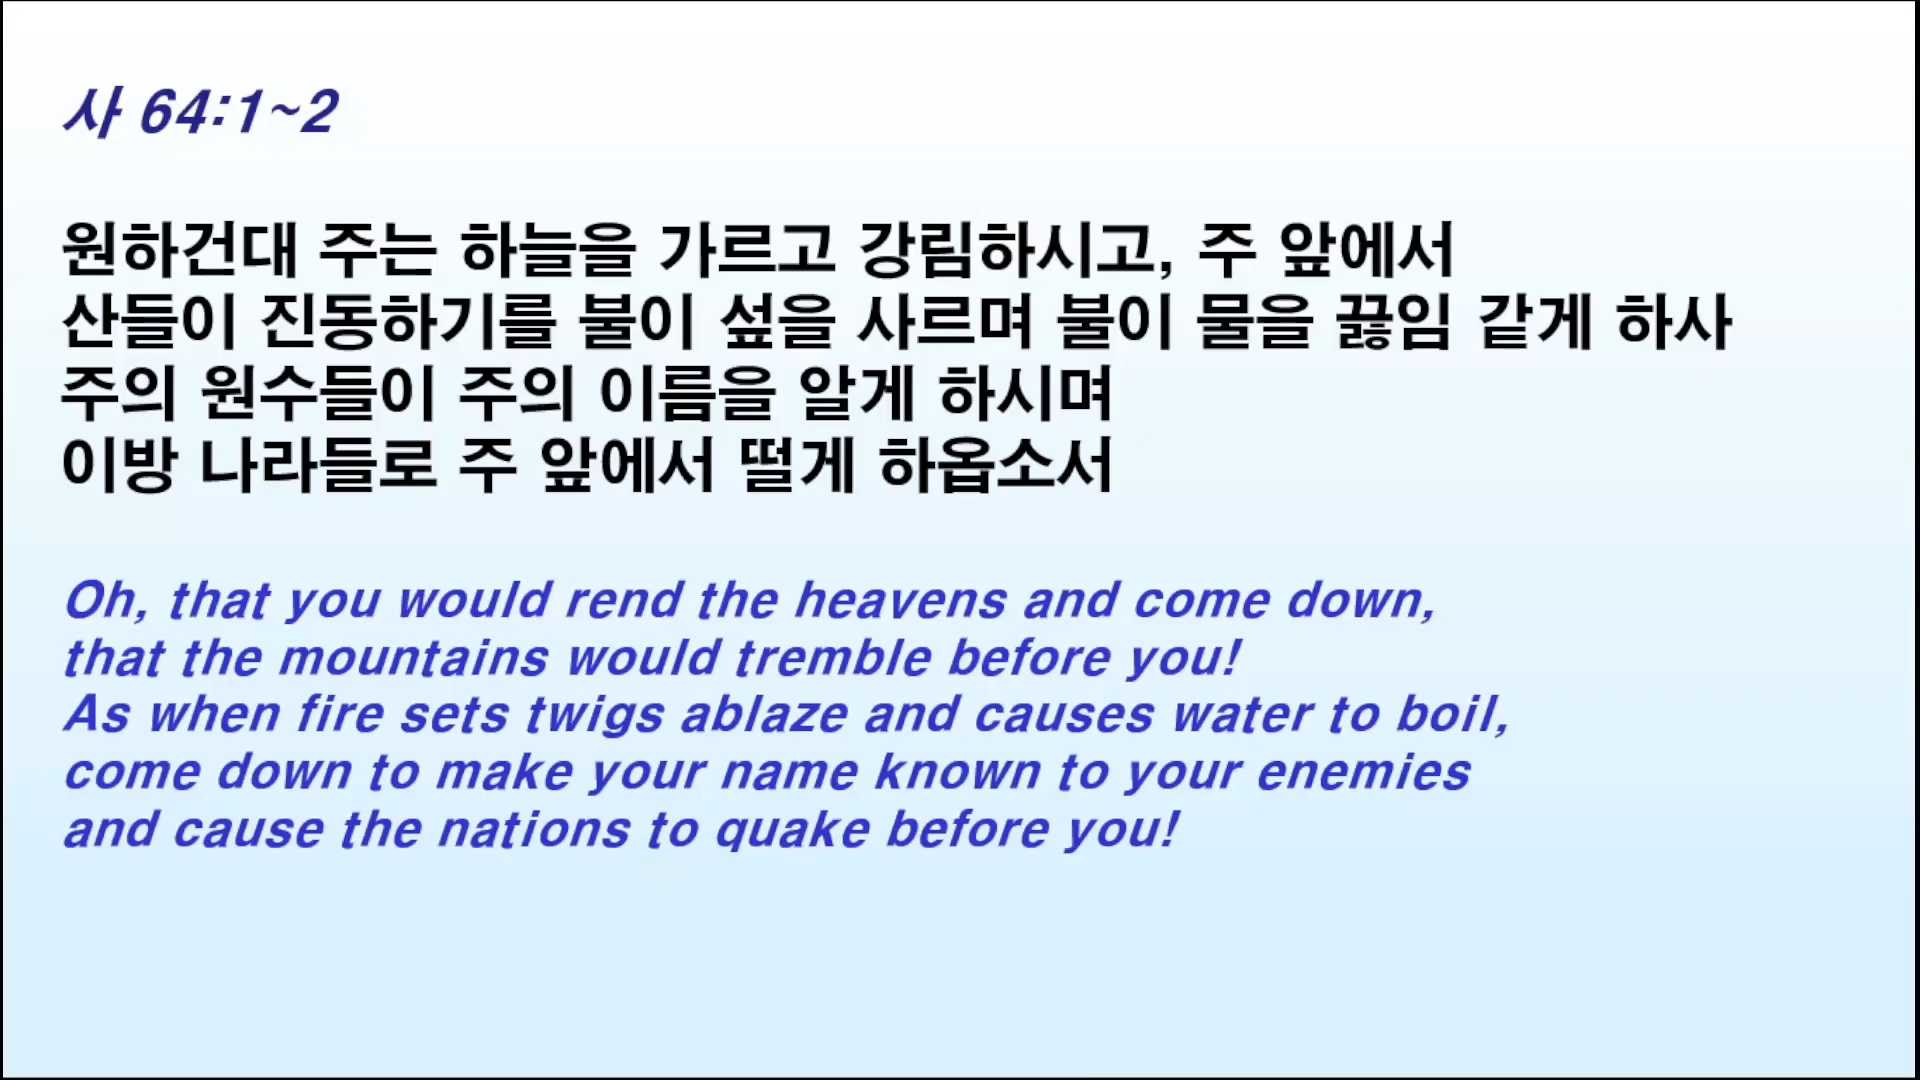 사 64:1~2
원하건대 주는 하늘을 가르고 강림하시고, 주 앞에서
산들이 진동하기를 불이 섶을 사르며 불이 물을 끓임 같게 하사
주의 원수들이 주의 이름을 알게 하시며
이방 나라들로 주 앞에서 떨게 하옵소서
Oh, that you would rend the heavens and come down,
that the mountains would tremble before you!
As when fire sets twigs ablaze and causes water to boil,
come down to make your name known to your enemies
and cause the nations to quake before you!